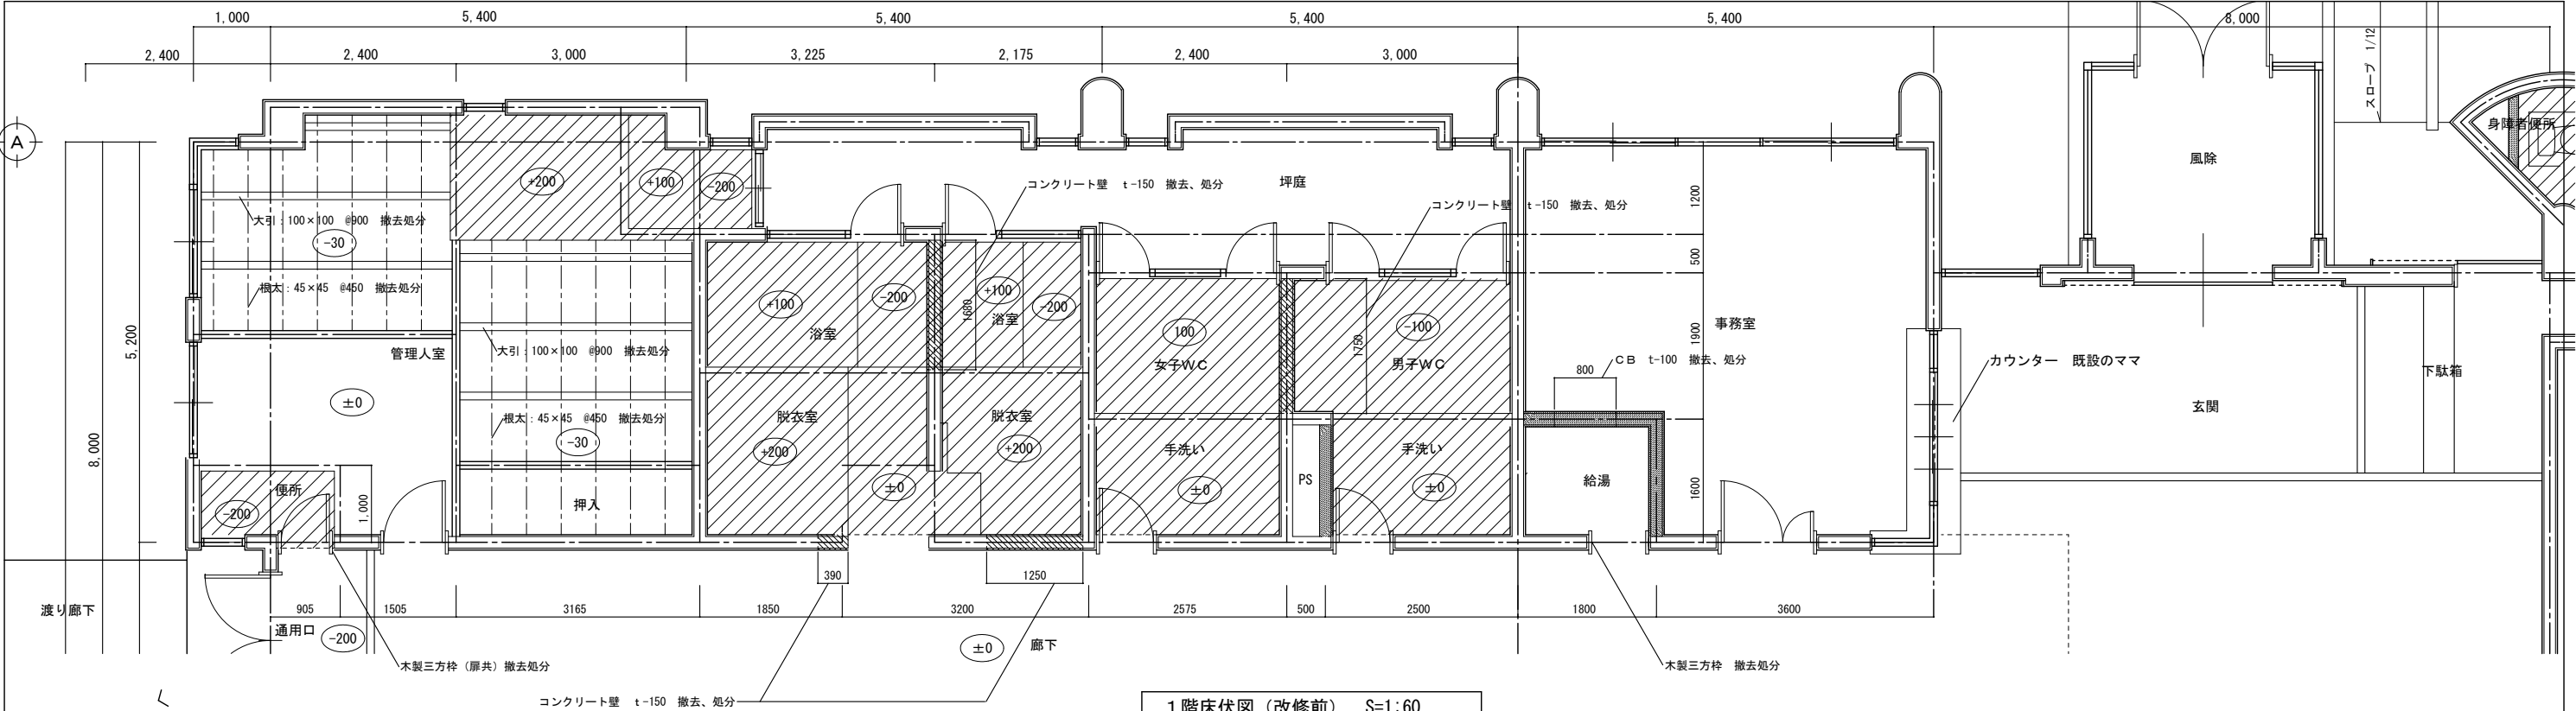 1,000
5,400
5,400
5,400
5,400
8,000
2,400
2,400
3,000
3,225
2,175
2,400
3,000
スロープ 1/12
身障者便所
A
風除
坪庭
コンクリート壁 t-150 撤去、処分
コンクリート壁 t-150 撤去、処分
+200
+100
-200
1200
大引：100×100 @900 撤去処分
-30
500
根太：45×45 @450 撤去処分
+100
-200
+100
-200
1680
浴室
浴室
100
-100
1750
1900
事務室
5,200
管理人室
大引：100×100 @900 撤去処分
女子WC
男子WC
CB t-100 撤去、処分
800
カウンター 既設のママ
下駄箱
玄関
±0
脱衣室
脱衣室
根太：45×45 @450 撤去処分
-30
+200
+200
手洗い
手洗い
8,000
便所
-200
1,000
押入
±0
±0
PS
±0
給湯
1600
390
1250
渡り廊下
905
1505
3165
1850
3200
2575
500
2500
1800
3600
通用口
-200
±0
廊下
木製三方枠（扉共）撤去処分
木製三方枠 撤去処分
コンクリート壁 t-150 撤去、処分
1階床伏図（改修前） S=1:60